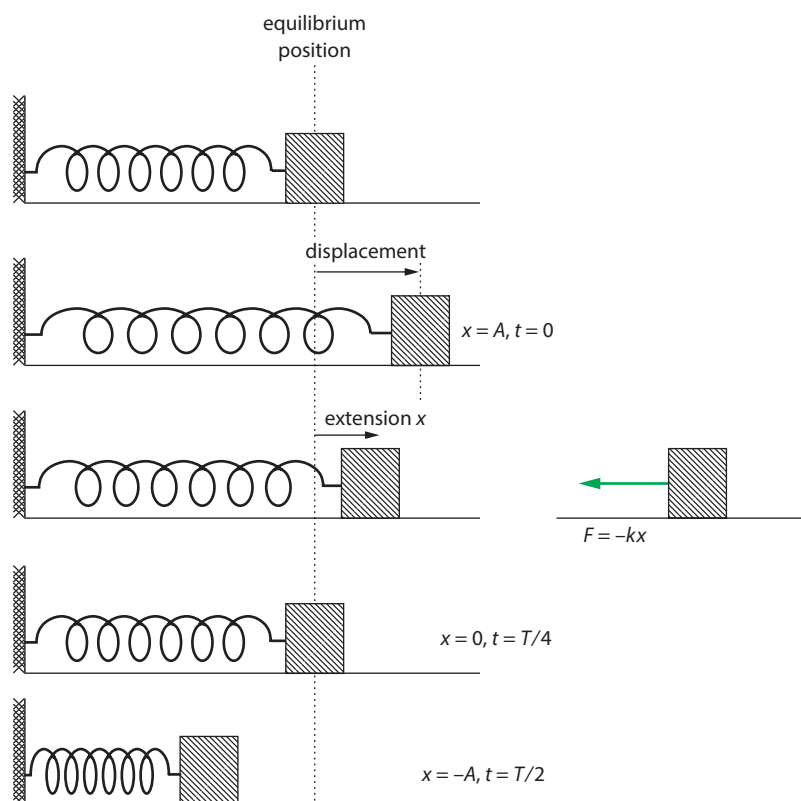 equilibrium
position
displacement
x = A, t = 0
extension x
F = –kx
x = 0, t = T/4
x = –A, t = T/2